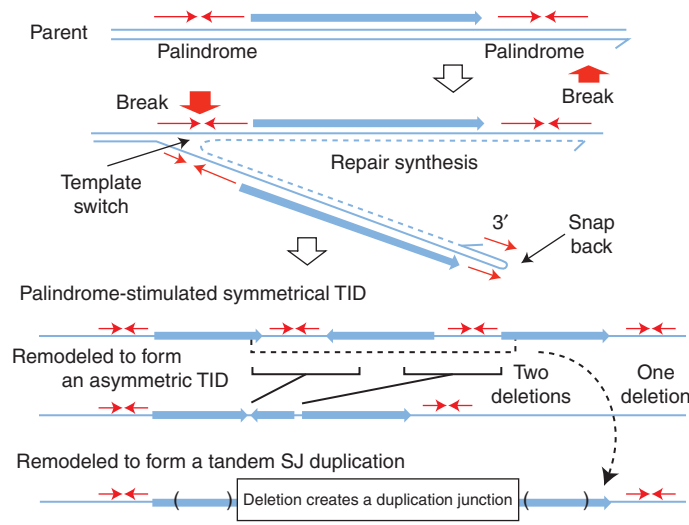 Parent
Palindrome Palindrome
Break
Break
Repair synthesis
Template
switch
3′
Snap
back
Palindrome-stimulated symmetrical TID
Remodeled to form
an asymmetric TID
Two
deletions
One
deletion
Remodeled to form a tandem SJ duplication
( ) Deletion creates a duplication junction ( )